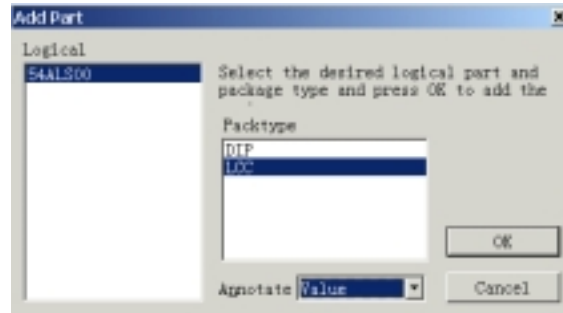 Add Part
Logical
54ALS00
Select the desired logical part and
package type and press OK to add the
Packtype
DIP
LCC
OK
Annotate Value
Cancel